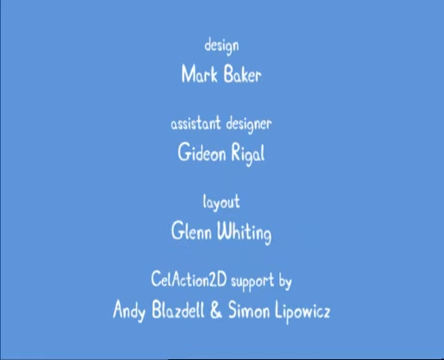 design
Mark Baker
assistant designer
Gideon Rigal
layout
Glenn Whiting
CelAction2D support by
Andy Blazdell & Simon Lipowicz